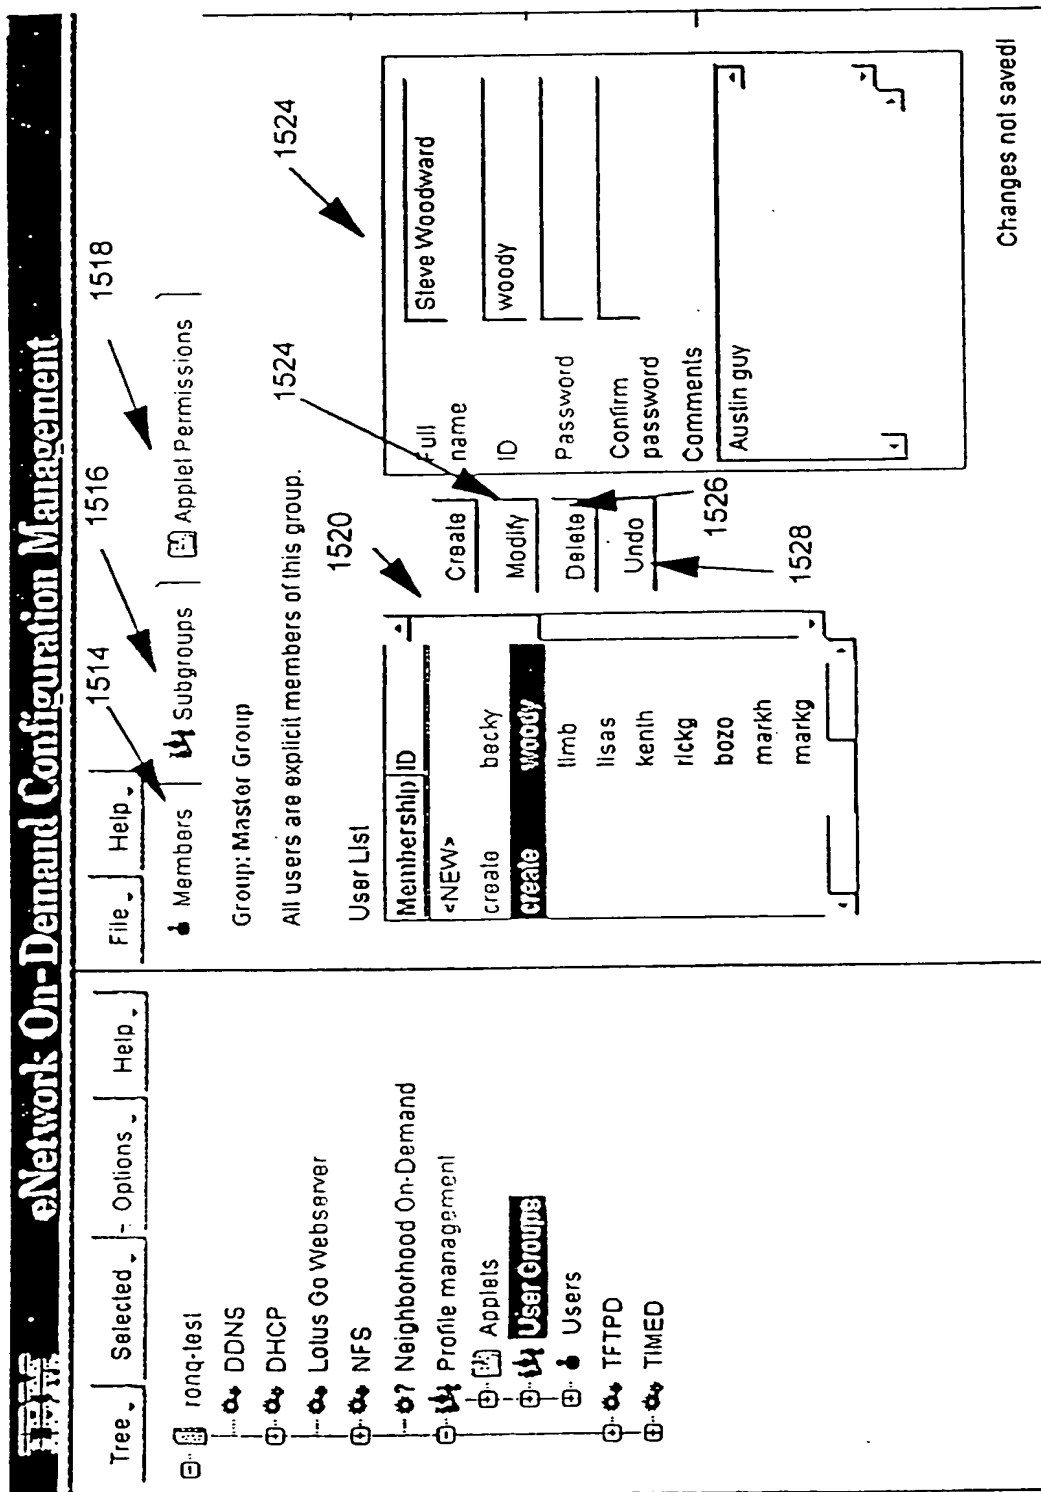 IBM eNetwork On-Demand Configuration Management
Tree Selected Options Help
ronq-test
DDNS
DHCP
Lotus Go Webserver
NFS
Neighborhood On-Demand
Profile management
Applets
User Groups
Users
TFTPD
TIMED
File Help
Members Subgroups Applet Permissions
1514
1516
1518
Group: Master Group
All users are explicit members of this group.
User List
1520
1524
1524
Membership ID
<NEW>
create becky
create woody
timb
lisas
kenth
rickg
bozo
markh
markg
Create
Modify
Delete
Undo
1526
1528
Full name Steve Woodward
ID woody
Password
Confirm password
Comments
Austin guy
Changes not saved!